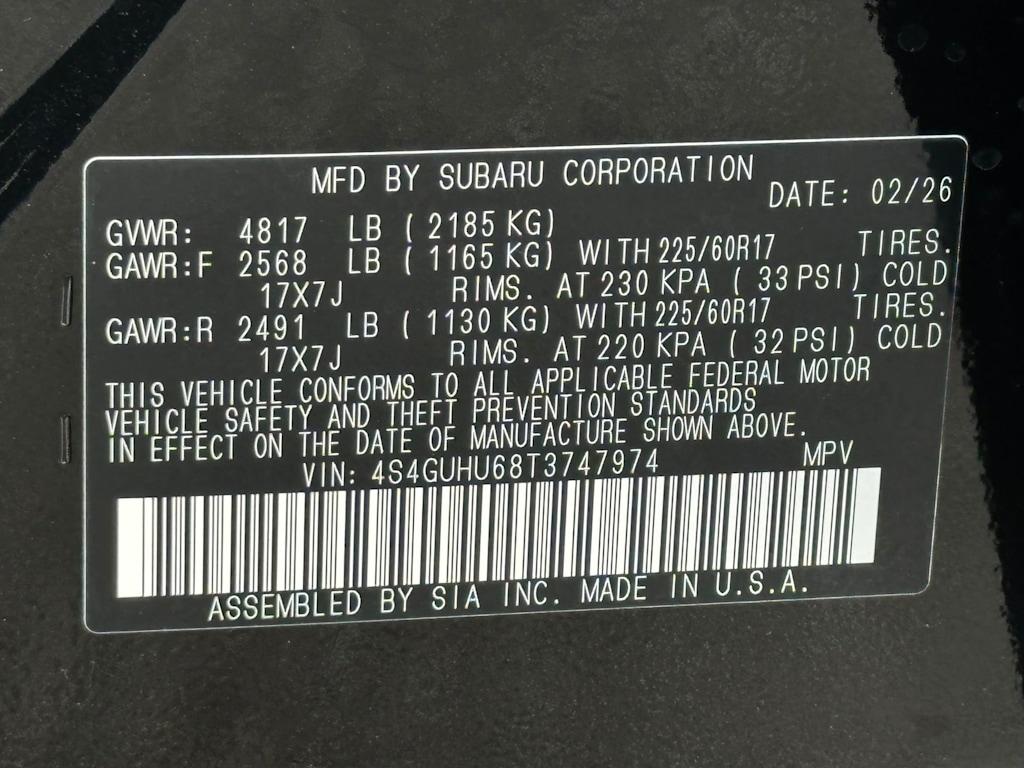 MFD BY SUBARU CORPORATION
DATE: 02/26
GVWR: 4817 LB ( 2185 KG)
GAWR:F 2568 LB ( 1165 KG) WITH 225/60R17 TIRES.
17X7J RIMS. AT 230 KPA ( 33 PSI) COLD
GAWR:R 2491 LB ( 1130 KG) WITH 225/60R17 TIRES.
17X7J RIMS. AT 220 KPA ( 32 PSI) COLD
THIS VEHICLE CONFORMS TO ALL APPLICABLE FEDERAL MOTOR
VEHICLE SAFETY AND THEFT PREVENTION STANDARDS
IN EFFECT ON THE DATE OF MANUFACTURE SHOWN ABOVE.
VIN: 4S4GUHU68T3747974 MPV
ASSEMBLED BY SIA INC. MADE IN U.S.A.